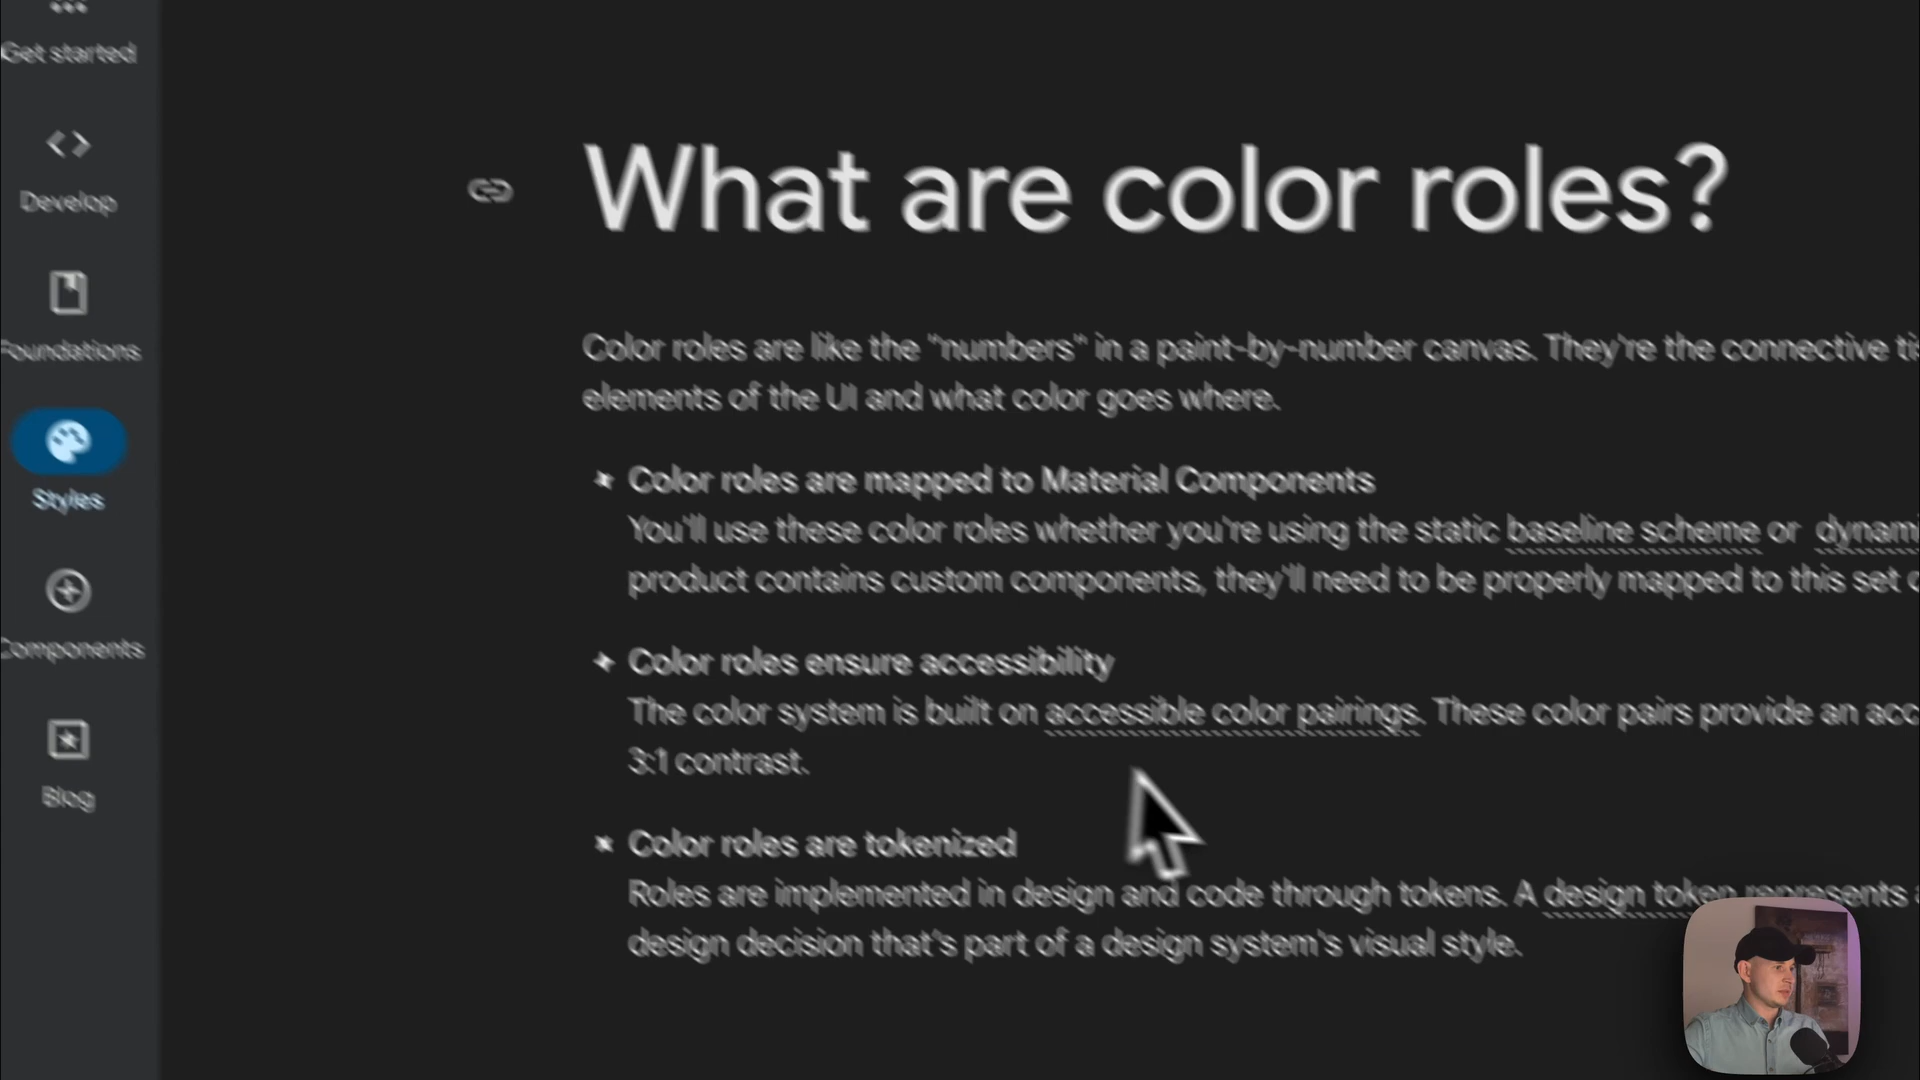 Get started
Develop
Foundations
Styles
Components
Blog
What are color roles?
Color roles are like the "numbers" in a paint-by-number canvas. They're the connective
elements of the UI and what color goes where.
Color roles are mapped to Material Components
You'll use these color roles whether you're using the static baseline scheme or
product contains custom components, they'll need to be properly mapped to this set
Color roles ensure accessibility
The color system is built on accessible color pairings. These color pairs provide an
3:1 contrast.
Color roles are tokenized
Roles are implemented in design and code through tokens. A design token represents
design decision that's part of a design system's visual style.